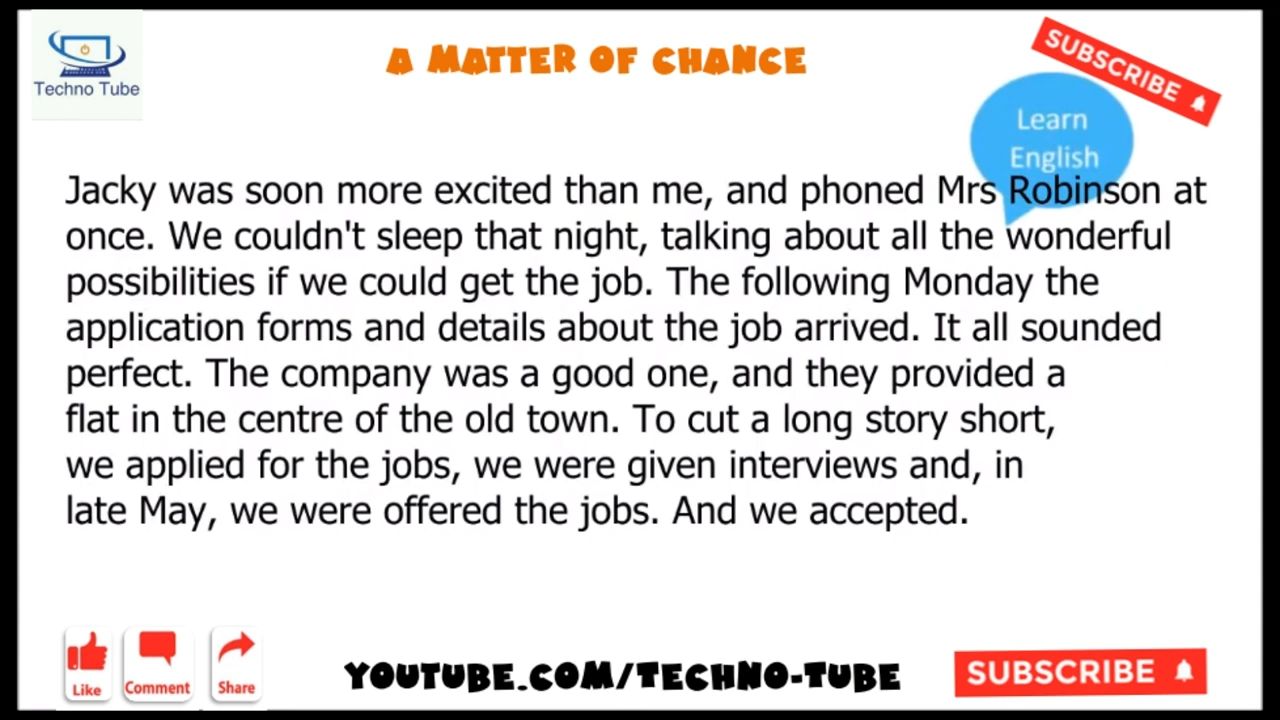 Techno Tube
A MATTER OF CHANCE
SUBSCRIBE
Learn
English
Jacky was soon more excited than me, and phoned Mrs Robinson at
once. We couldn't sleep that night, talking about all the wonderful
possibilities if we could get the job. The following Monday the
application forms and details about the job arrived. It all sounded
perfect. The company was a good one, and they provided a
flat in the centre of the old town. To cut a long story short,
we applied for the jobs, we were given interviews and, in
late May, we were offered the jobs. And we accepted.
Like
Comment
Share
YOUTUBE.COM/TECHNO-TUBE
SUBSCRIBE